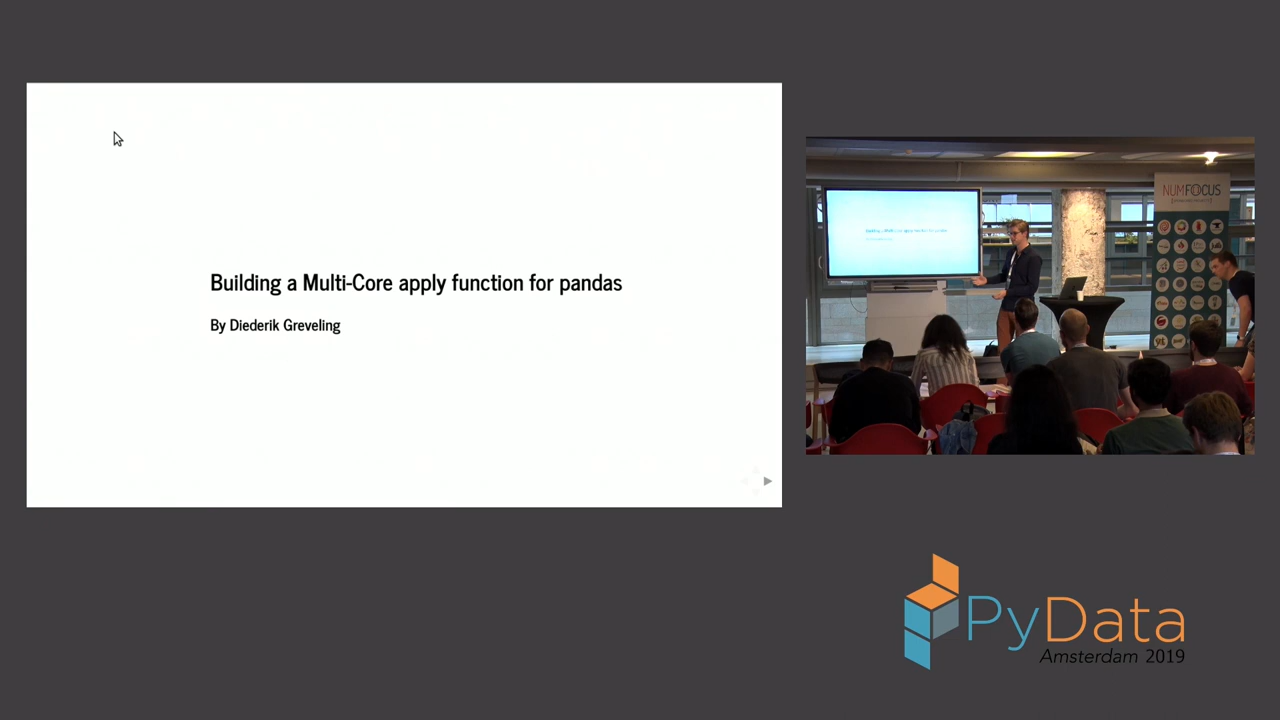 Building a Multi-Core apply function for pandas
By Diederik Greveling
NUMFOCUS
PyData
Amsterdam 2019